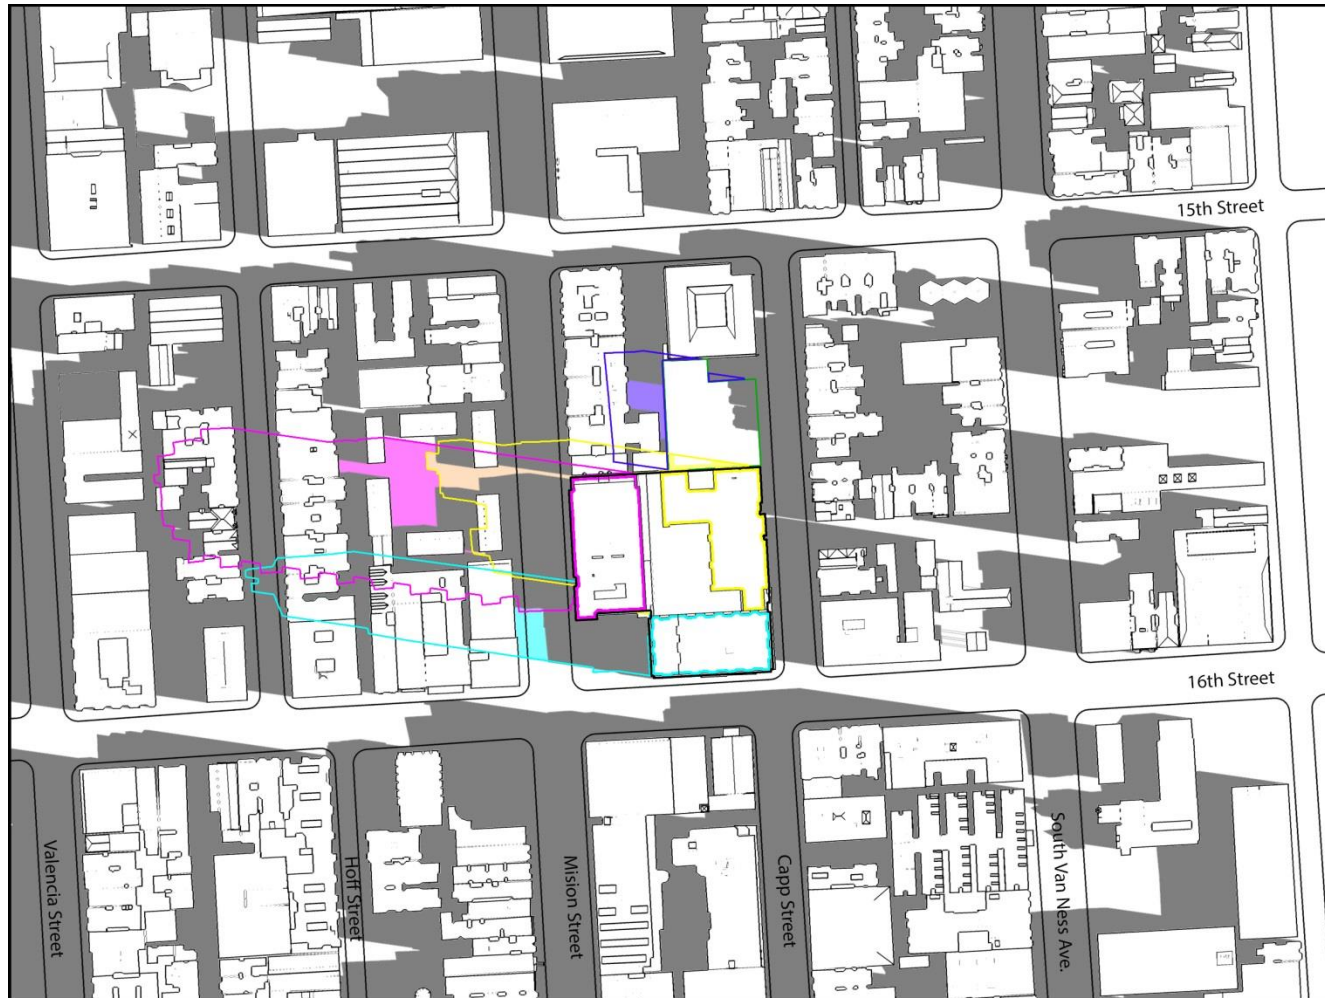 15th Street
16th Street
Valencia Street
Hoff Street
Mision Street
Capp Street
South Van Ness Ave.